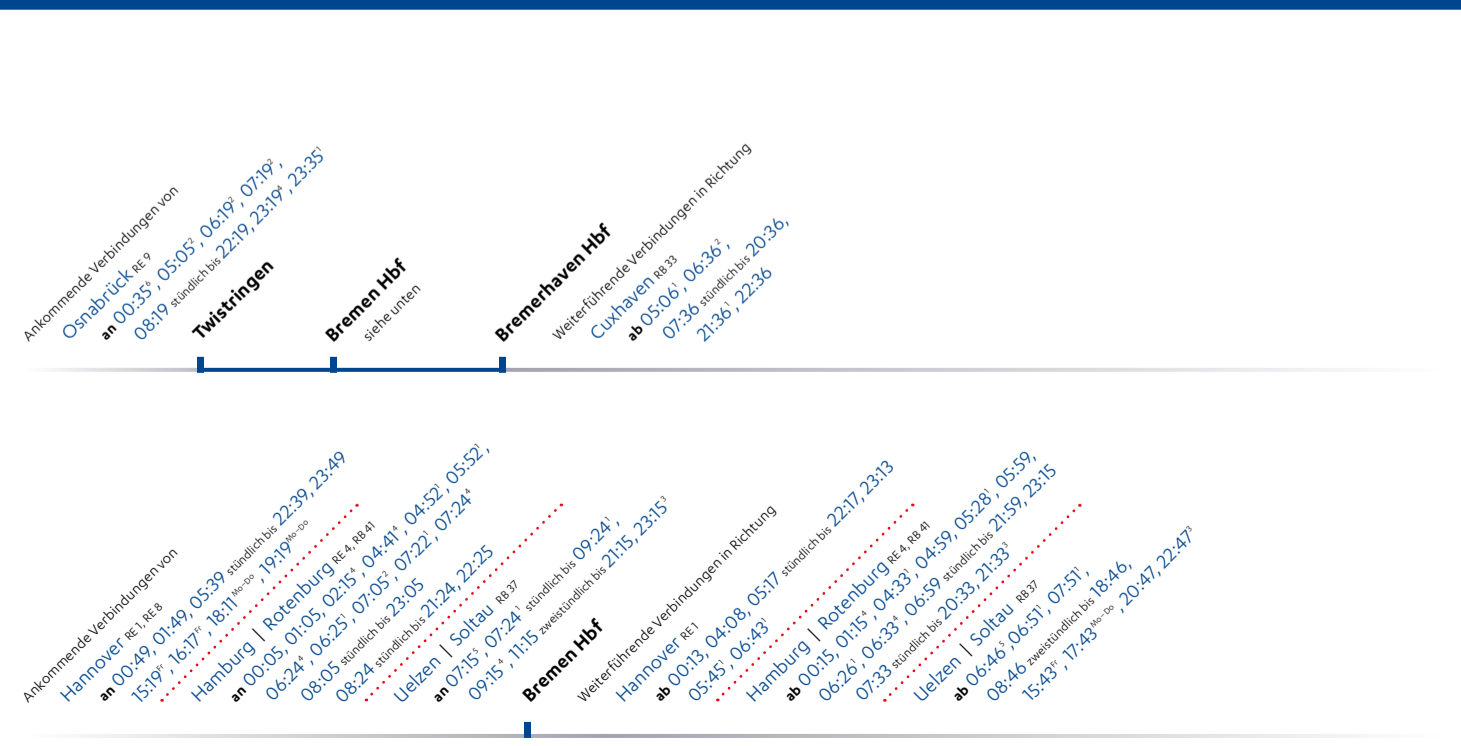 Ankommende Verbindungen von
Osnabrück RE 9
an 00:35⁶, 05:05², 06:19², 07:19²,
08:19 stündlich bis 22:19, 23:19⁴, 23:35¹
Twistringen
Bremen Hbf
siehe unten
Bremerhaven Hbf
Weiterführende Verbindungen in Richtung
Cuxhaven RB 33
ab 05:06¹, 06:36²,
07:36 stündlich bis 20:36,
21:36¹, 22:36
Ankommende Verbindungen von
Hannover RE 1, RE 8
an 00:49, 01:49, 05:39 stündlich bis 22:39, 23:49
15:19ᶠʳ, 16:17ᶠʳ, 18:11ᴹᵒ⁻ᴰᵒ, 19:19ᴹᵒ⁻ᴰᵒ
Hamburg | Rotenburg RE 4, RB 41
an 00:05, 01:05, 02:15⁴, 04:41⁴, 04:52¹, 05:52¹,
06:24⁴, 06:25¹, 07:05², 07:22¹, 07:24⁴
08:05 stündlich bis 23:05
08:24 stündlich bis 21:24, 22:25
Uelzen | Soltau RB 37
an 07:15⁵, 07:24¹ stündlich bis 09:24¹,
09:15⁴, 11:15 zweistündlich bis 21:15, 23:15³
Bremen Hbf
Weiterführende Verbindungen in Richtung
Hannover RE 1
ab 00:13, 04:08, 05:17 stündlich bis 22:17, 23:13
05:45¹, 06:43¹
Hamburg | Rotenburg RE 4, RB 41
ab 00:15, 01:15⁴, 04:33¹, 04:59, 05:28¹, 05:59,
06:26¹, 06:33⁴, 06:59 stündlich bis 21:59, 23:15
07:33 stündlich bis 20:33, 21:33³
Uelzen | Soltau RB 37
ab 06:46⁵, 06:51¹, 07:51¹,
08:46 zweistündlich bis 18:46,
15:43ᶠʳ, 17:43ᴹᵒ⁻ᴰᵒ, 20:47, 22:47³